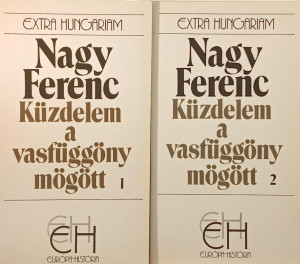 EXTRA HUNGARIAM
Nagy
Ferenc
Küzdelem
a
vasfüggöny
mögött 1
EH
EURÓPA-HISTÓRIA
EXTRA HUNGARIAM
Nagy
Ferenc
Küzdelem
a
vasfüggöny
mögött 2
EH
EURÓPA-HISTÓRIA